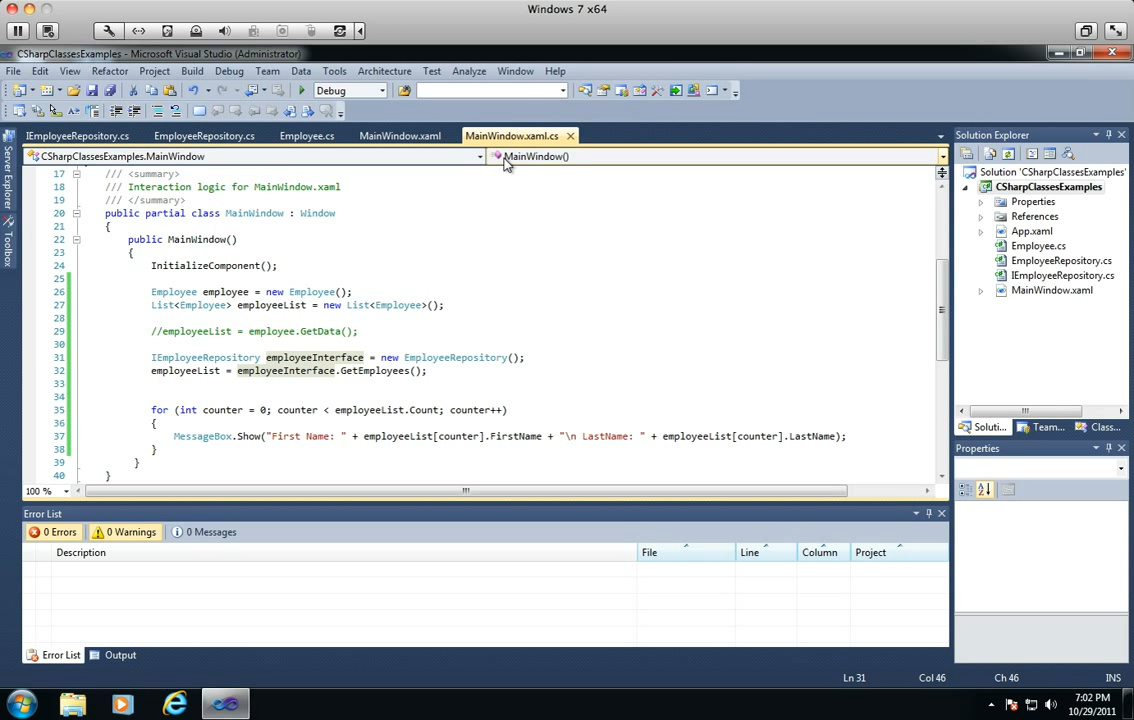 Windows 7 x64
CSharpClassesExamples - Microsoft Visual Studio (Administrator)
File Edit View Refactor Project Build Debug Team Data Tools Architecture Test Analyze Window Help
Debug
IEmployeeRepository.cs EmployeeRepository.cs Employee.cs MainWindow.xaml MainWindow.xaml.cs
CSharpClassesExamples.MainWindow MainWindow()
17 /// <summary>
18 /// Interaction logic for MainWindow.xaml
19 /// </summary>
20 public partial class MainWindow : Window
21 {
22 public MainWindow()
23 {
24 InitializeComponent();
25
26 Employee employee = new Employee();
27 List<Employee> employeeList = new List<Employee>();
28
29 //employeeList = employee.GetData();
30
31 IEmployeeRepository employeeInterface = new EmployeeRepository();
32 employeeList = employeeInterface.GetEmployees();
33
34
35 for (int counter = 0; counter < employeeList.Count; counter++)
36 {
37 MessageBox.Show("First Name: " + employeeList[counter].FirstName + "\n LastName: " + employeeList[counter].LastName);
38 }
39 }
40 }
100 %
Server Explorer
Toolbox
Solution Explorer
Solution 'CSharpClassesExamples'
CSharpClassesExamples
Properties
References
App.xaml
Employee.cs
EmployeeRepository.cs
IEmployeeRepository.cs
MainWindow.xaml
Soluti... Team... Class...
Properties
Error List
0 Errors 0 Warnings 0 Messages
Description File Line Column Project
Error List Output
Ln 31 Col 46 Ch 46 INS
7:02 PM
10/29/2011